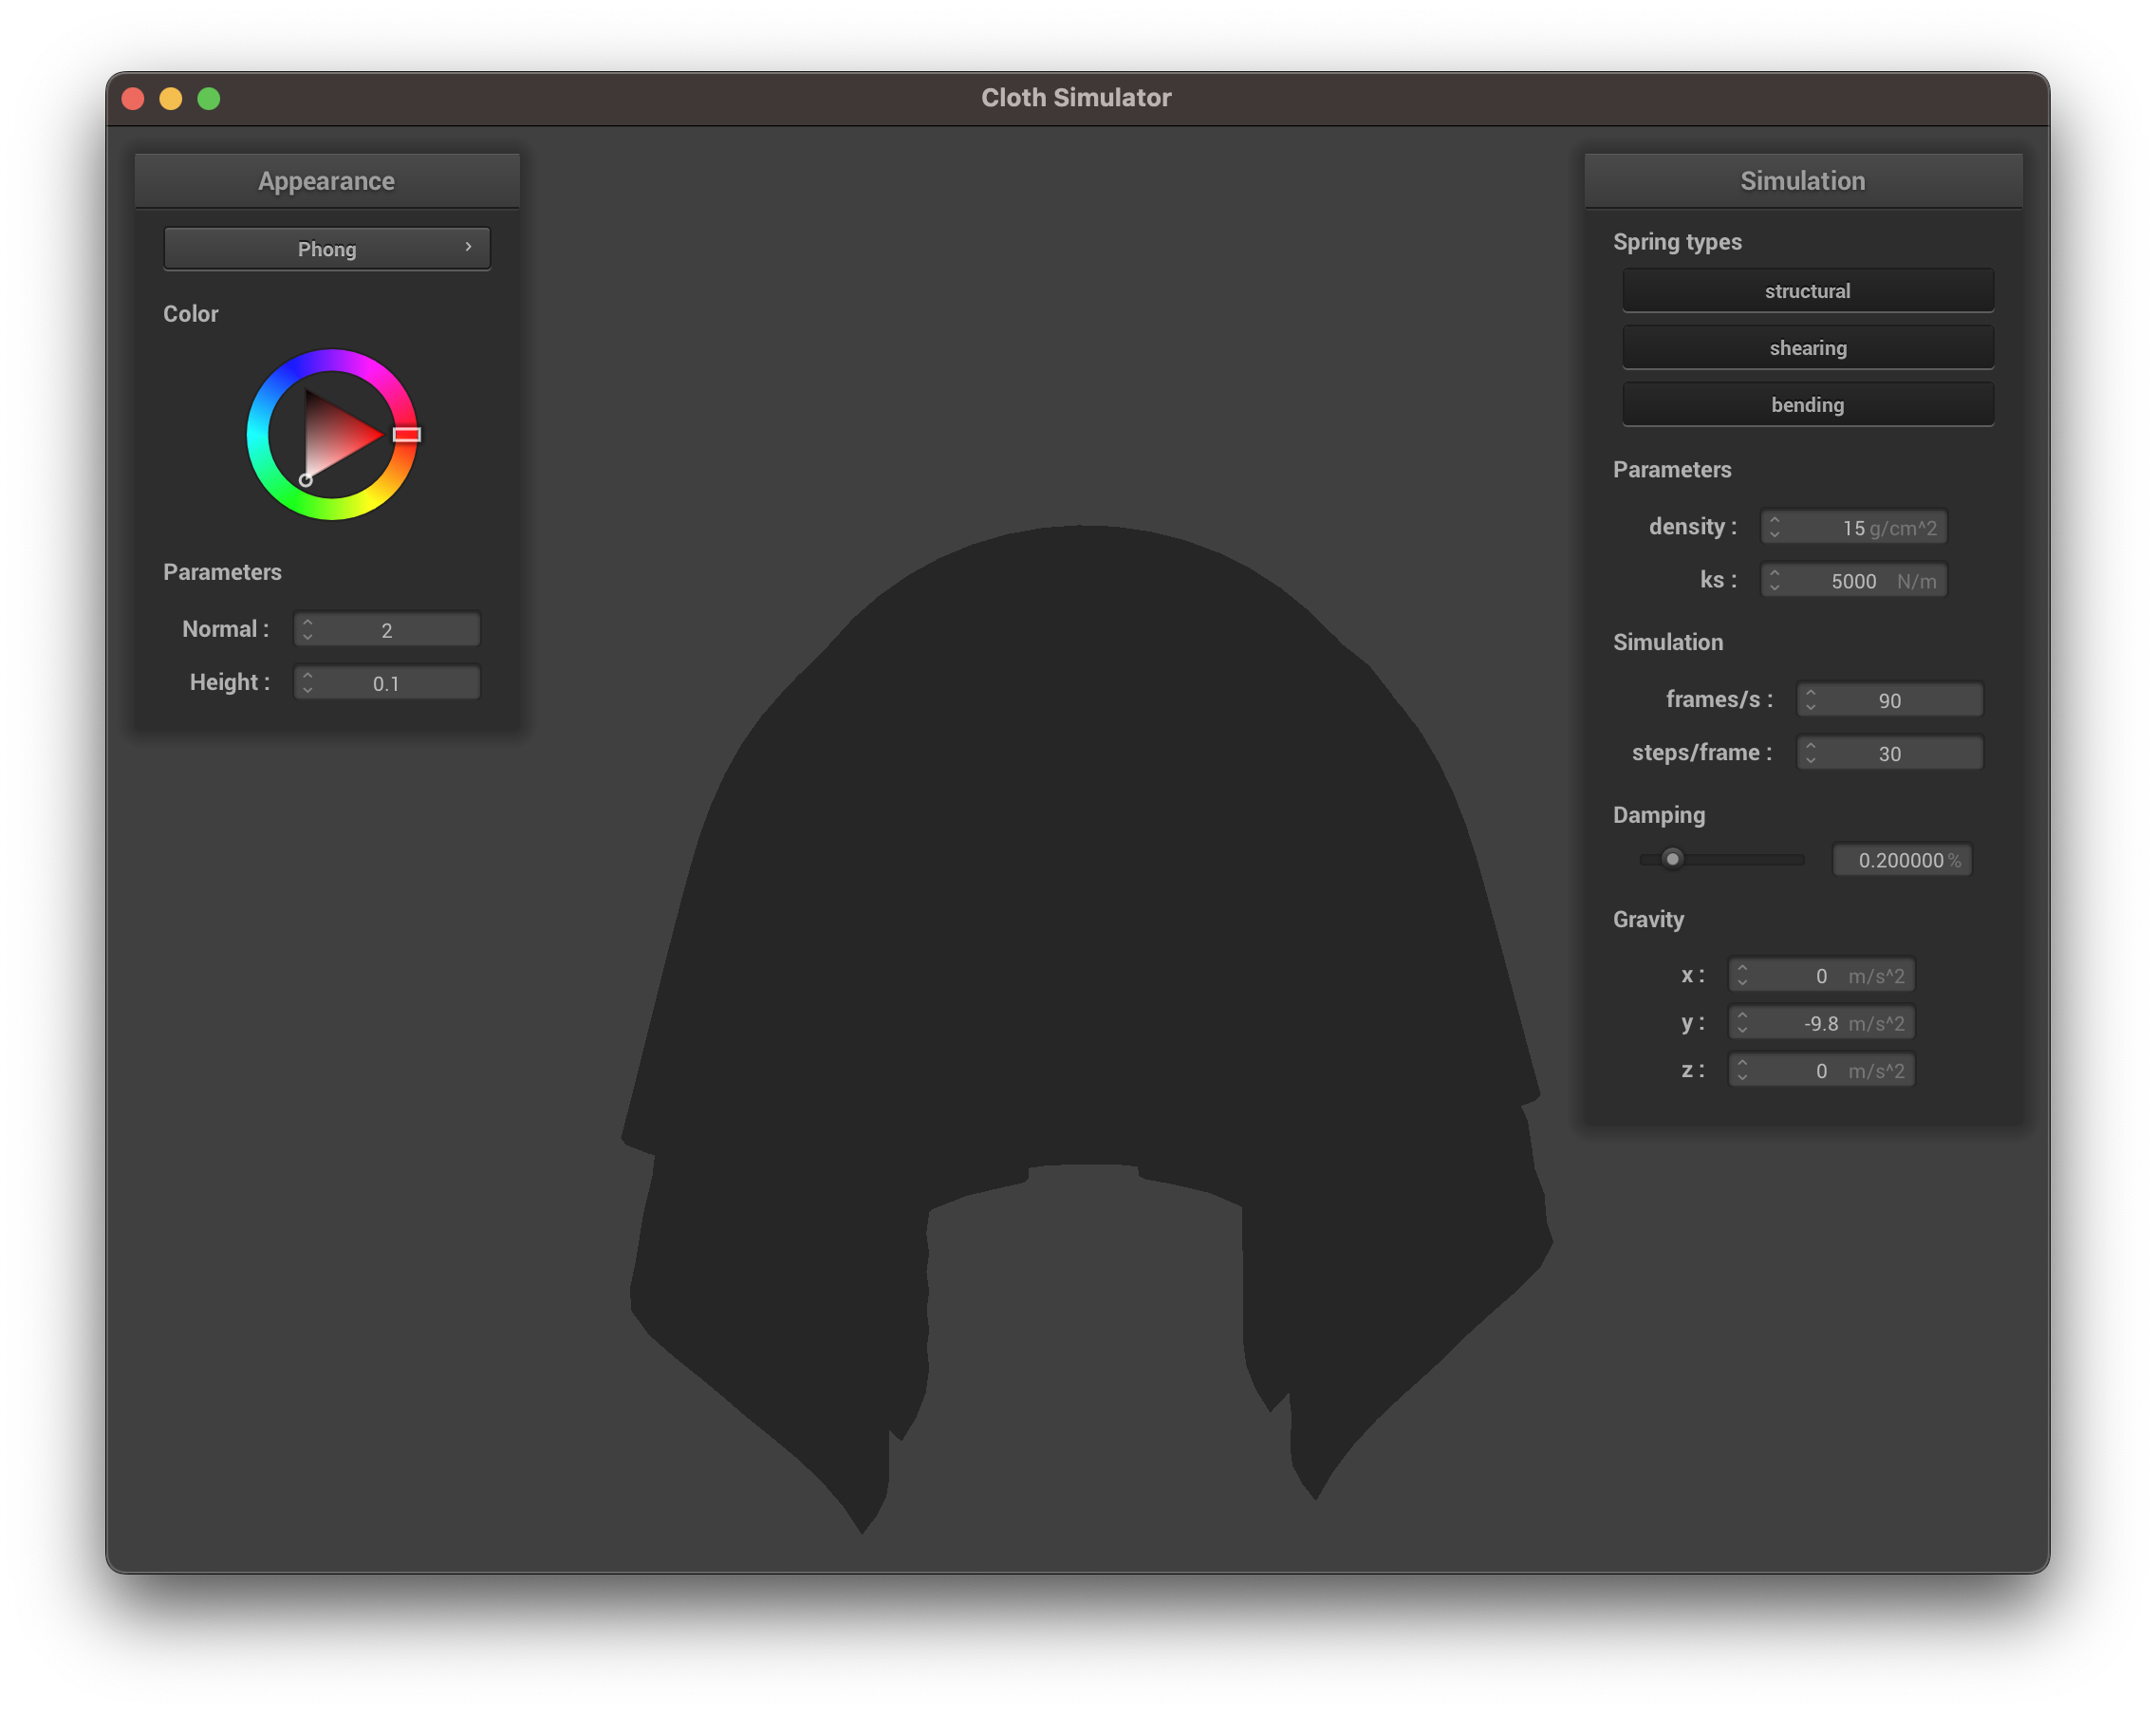 Cloth Simulator
Appearance
Phong
Color
Parameters
Normal : 2
Height : 0.1
Simulation
Spring types
structural
shearing
bending
Parameters
density : 15 g/cm^2
ks : 5000 N/m
Simulation
frames/s : 90
steps/frame : 30
Damping
0.200000 %
Gravity
x : 0 m/s^2
y : -9.8 m/s^2
z : 0 m/s^2